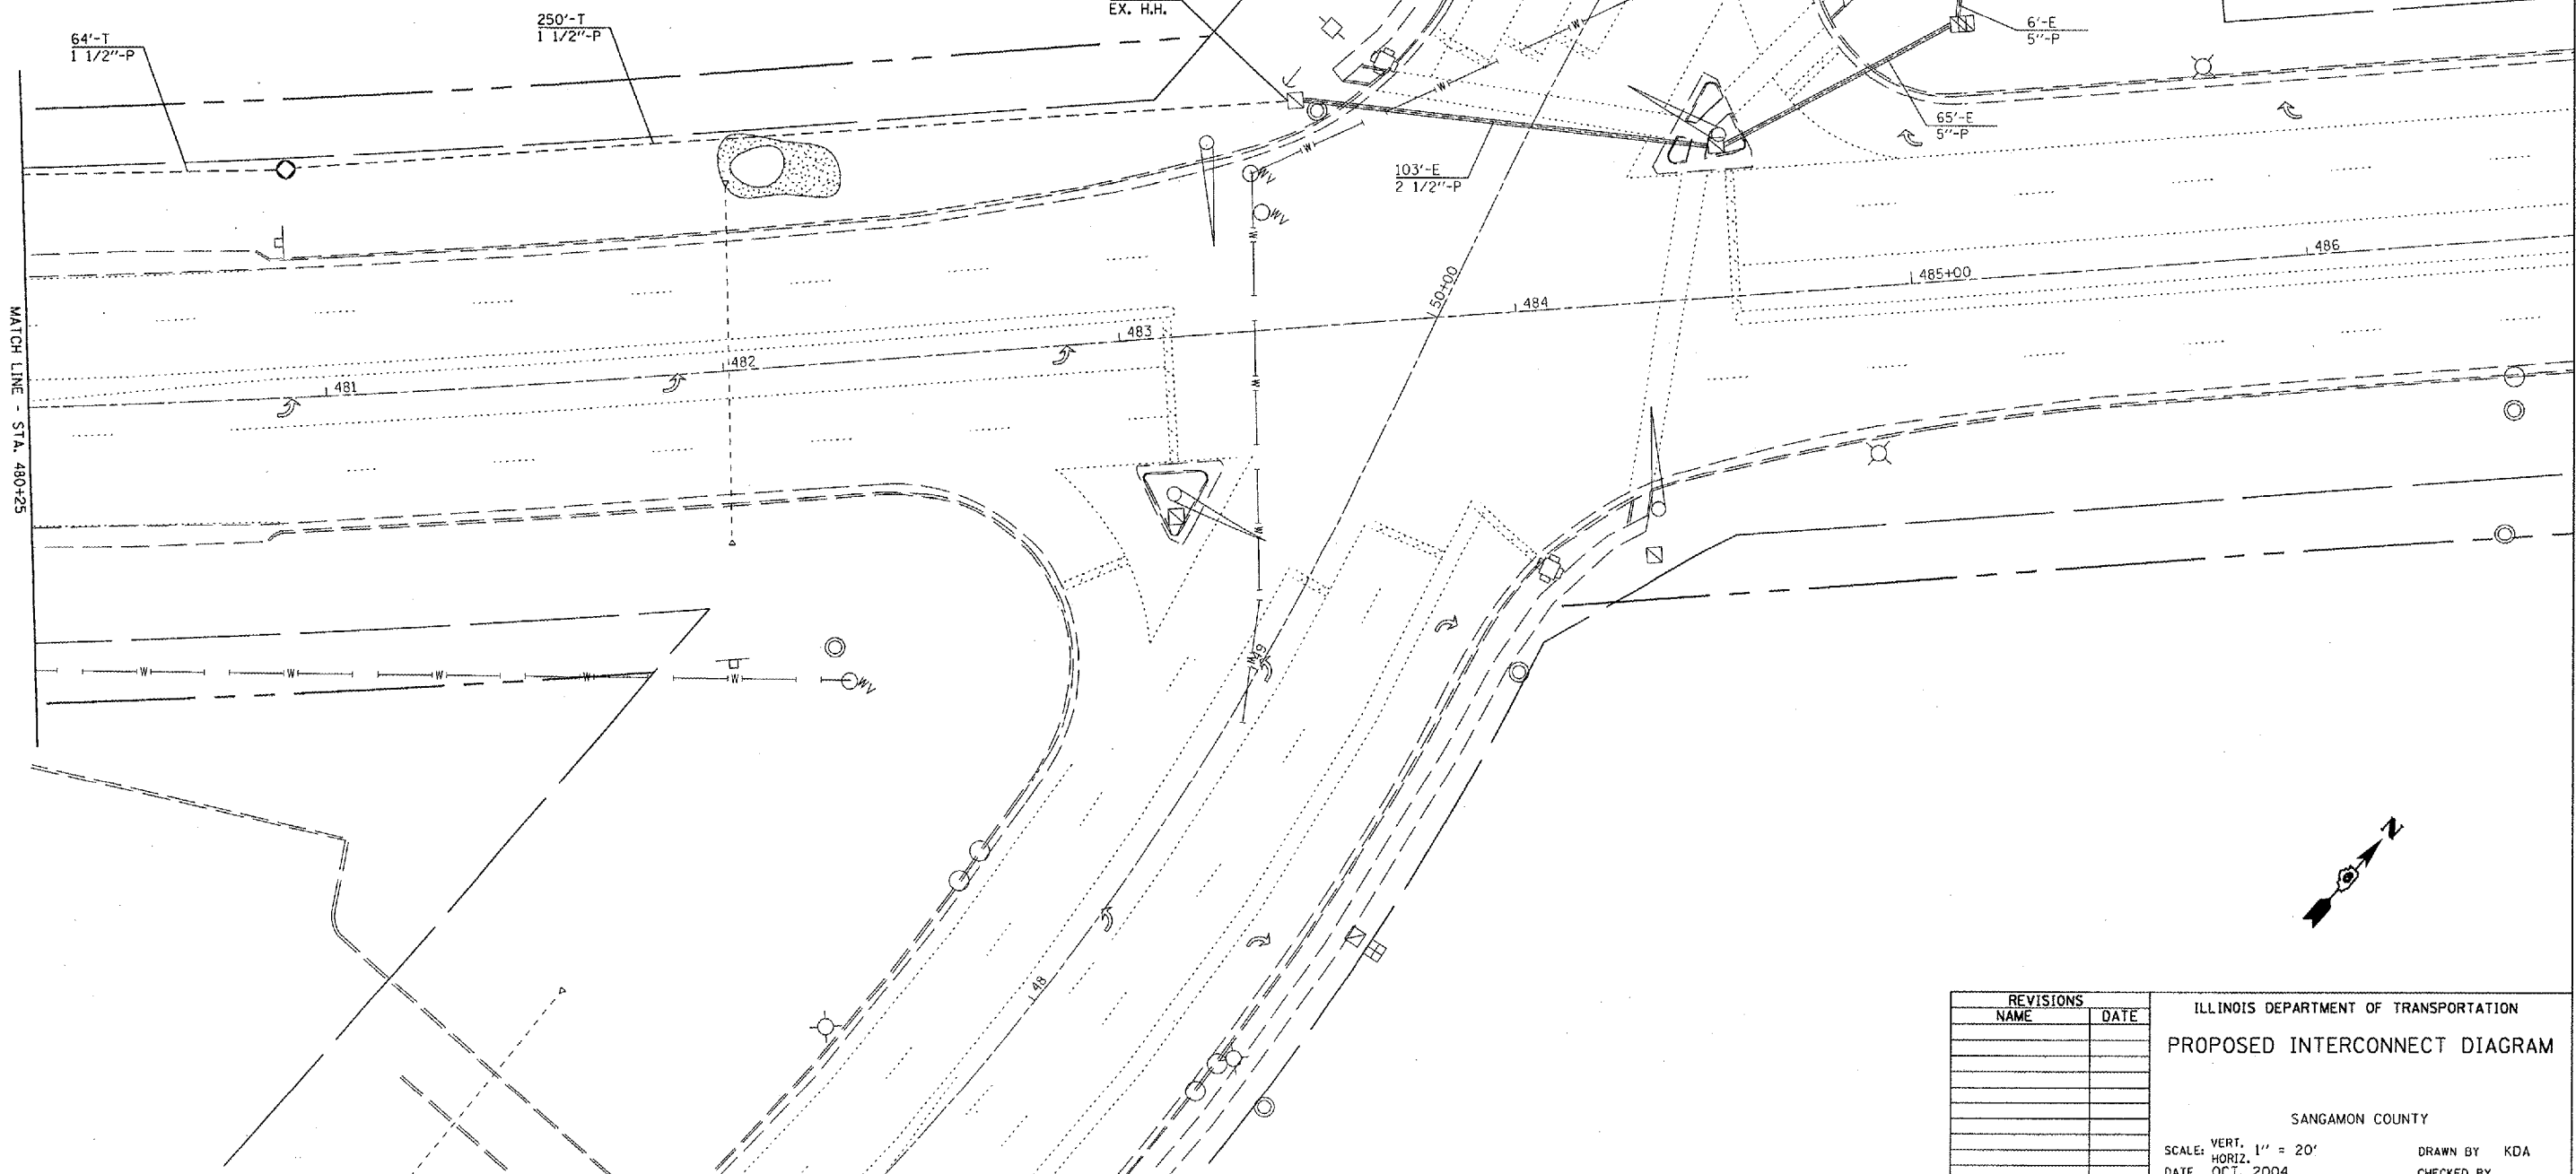 EX. H.H.
250'-T
1 1/2"-P
64'-T
1 1/2"-P
6'-E
5"-P
65'-E
5"-P
103'-E
2 1/2"-P
W
W
W
W
WV
WV
W
W
W
W
W
W
W
W
W
WV
481
482
483
484
485+00
486
50+00
49
48
MATCH LINE - STA. 480+25
N
REVISIONS
NAME DATE
ILLINOIS DEPARTMENT OF TRANSPORTATION
PROPOSED INTERCONNECT DIAGRAM
SANGAMON COUNTY
SCALE: VERT. HORIZ. 1" = 20'
DRAWN BY KDA
DATE OCT. 2004
CHECKED BY